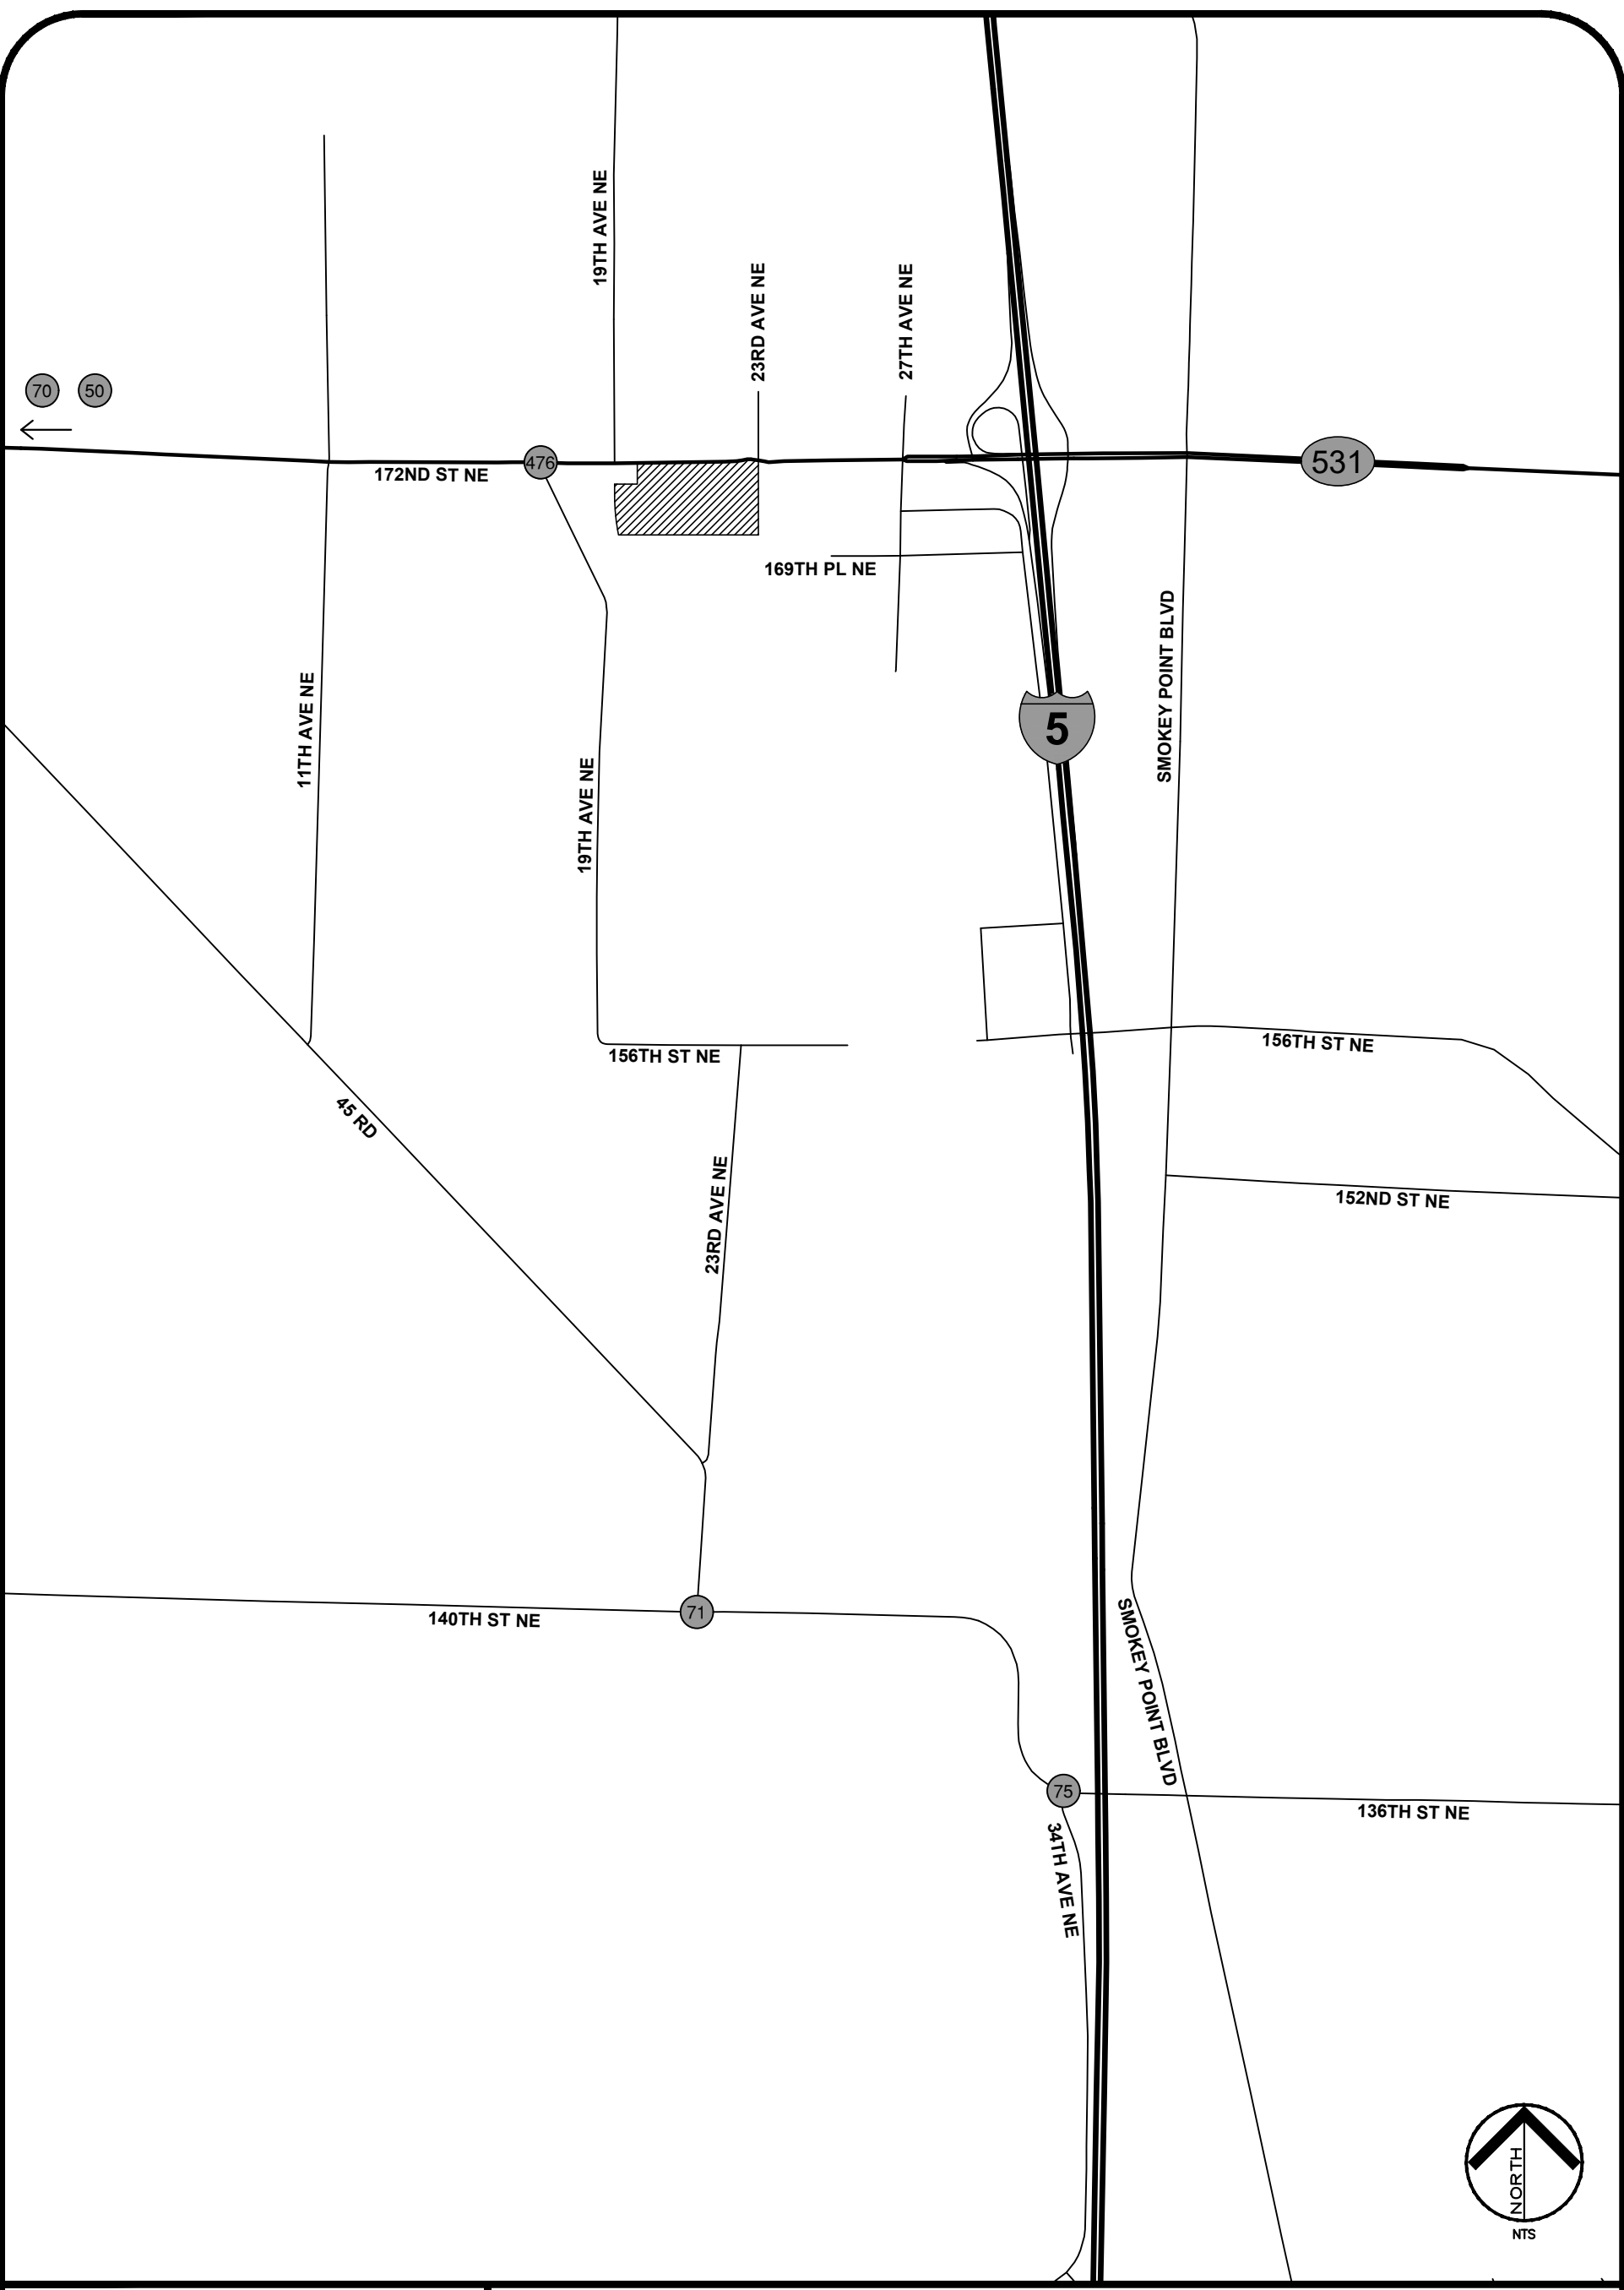 19TH AVE NE
23RD AVE NE
27TH AVE NE
70
50
172ND ST NE
476
531
169TH PL NE
SMOKEY POINT BLVD
11TH AVE NE
5
19TH AVE NE
156TH ST NE
156TH ST NE
45 RD
23RD AVE NE
152ND ST NE
140TH ST NE
71
SMOKEY POINT BLVD
75
136TH ST NE
34TH AVE NE
NORTH
NTS